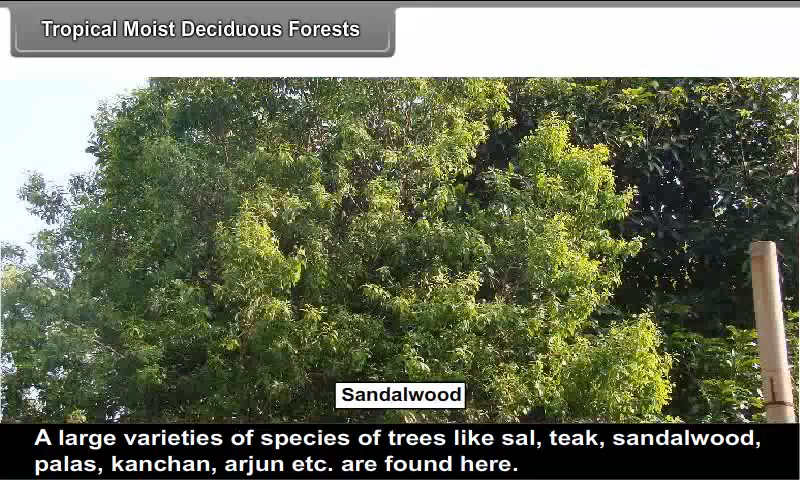 Tropical Moist Deciduous Forests
Sandalwood
A large varieties of species of trees like sal, teak, sandalwood,
palas, kanchan, arjun etc. are found here.